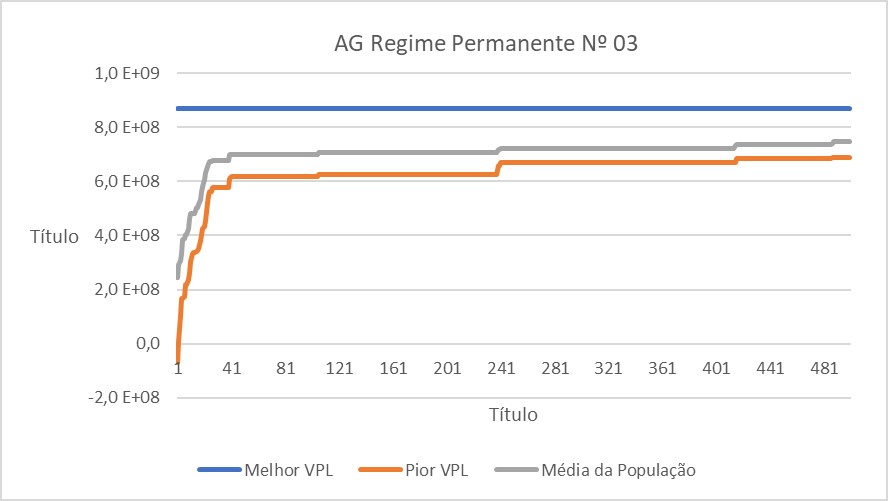 AG Regime Permanente Nº 03
1,0 E+09
8,0 E+08
6,0 E+08
4,0 E+08
Título
2,0 E+08
0,0
1 41 81 121 161 201 241 281 321 361 401 441 481
-2,0 E+08
Título
Melhor VPL Pior VPL Média da População